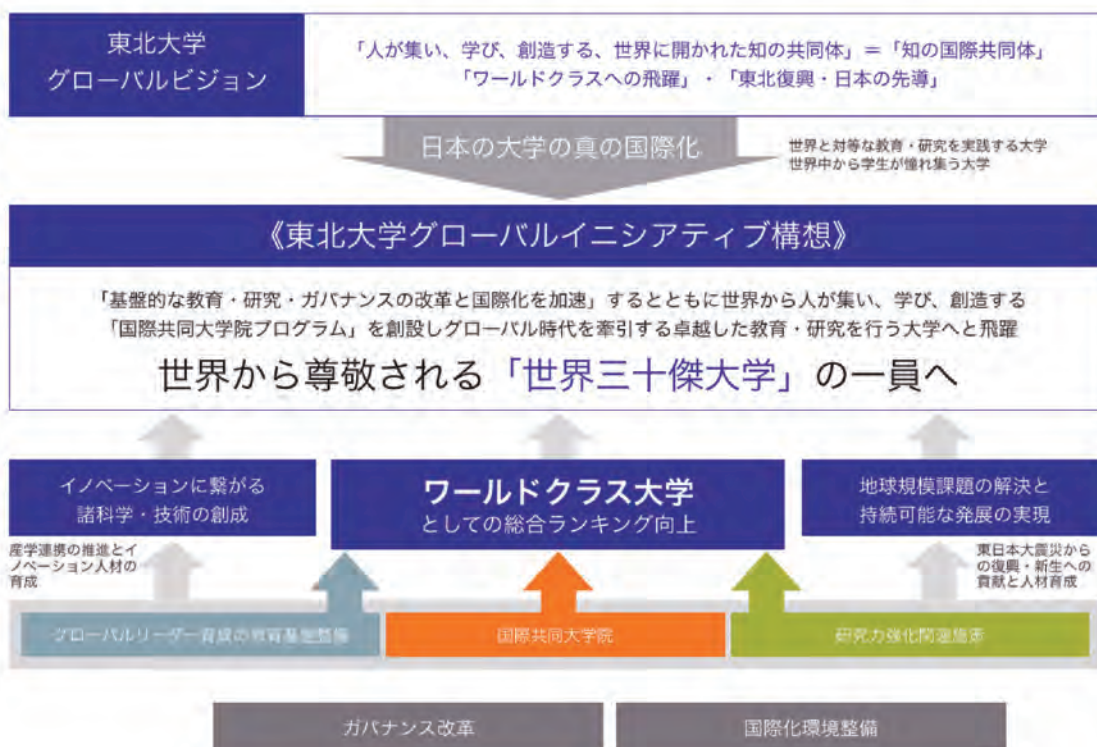 東北大学
グローバルビジョン
「人が集い、学び、創造する、世界に開かれた知の共同体」＝「知の国際共同体」
「ワールドクラスへの飛躍」・「東北復興・日本の先導」
日本の大学の真の国際化
世界と対等な教育・研究を実践する大学
世界中から学生が憧れ集う大学
《東北大学グローバルイニシアティブ構想》
「基盤的な教育・研究・ガバナンスの改革と国際化を加速」するとともに世界から人が集い、学び、創造する
「国際共同大学院プログラム」を創設しグローバル時代を牽引する卓越した教育・研究を行う大学へと飛躍
世界から尊敬される「世界三十傑大学」の一員へ
イノベーションに繋がる
諸科学・技術の創成
ワールドクラス大学
としての総合ランキング向上
地球規模課題の解決と
持続可能な発展の実現
産学連携の推進とイ
ノベーション人材の
育成
東日本大震災から
の復興・新生への
貢献と人材育成
グローバルリーダー育成の教育基盤整備
国際共同大学院
研究力強化関連施策
ガバナンス改革
国際化環境整備